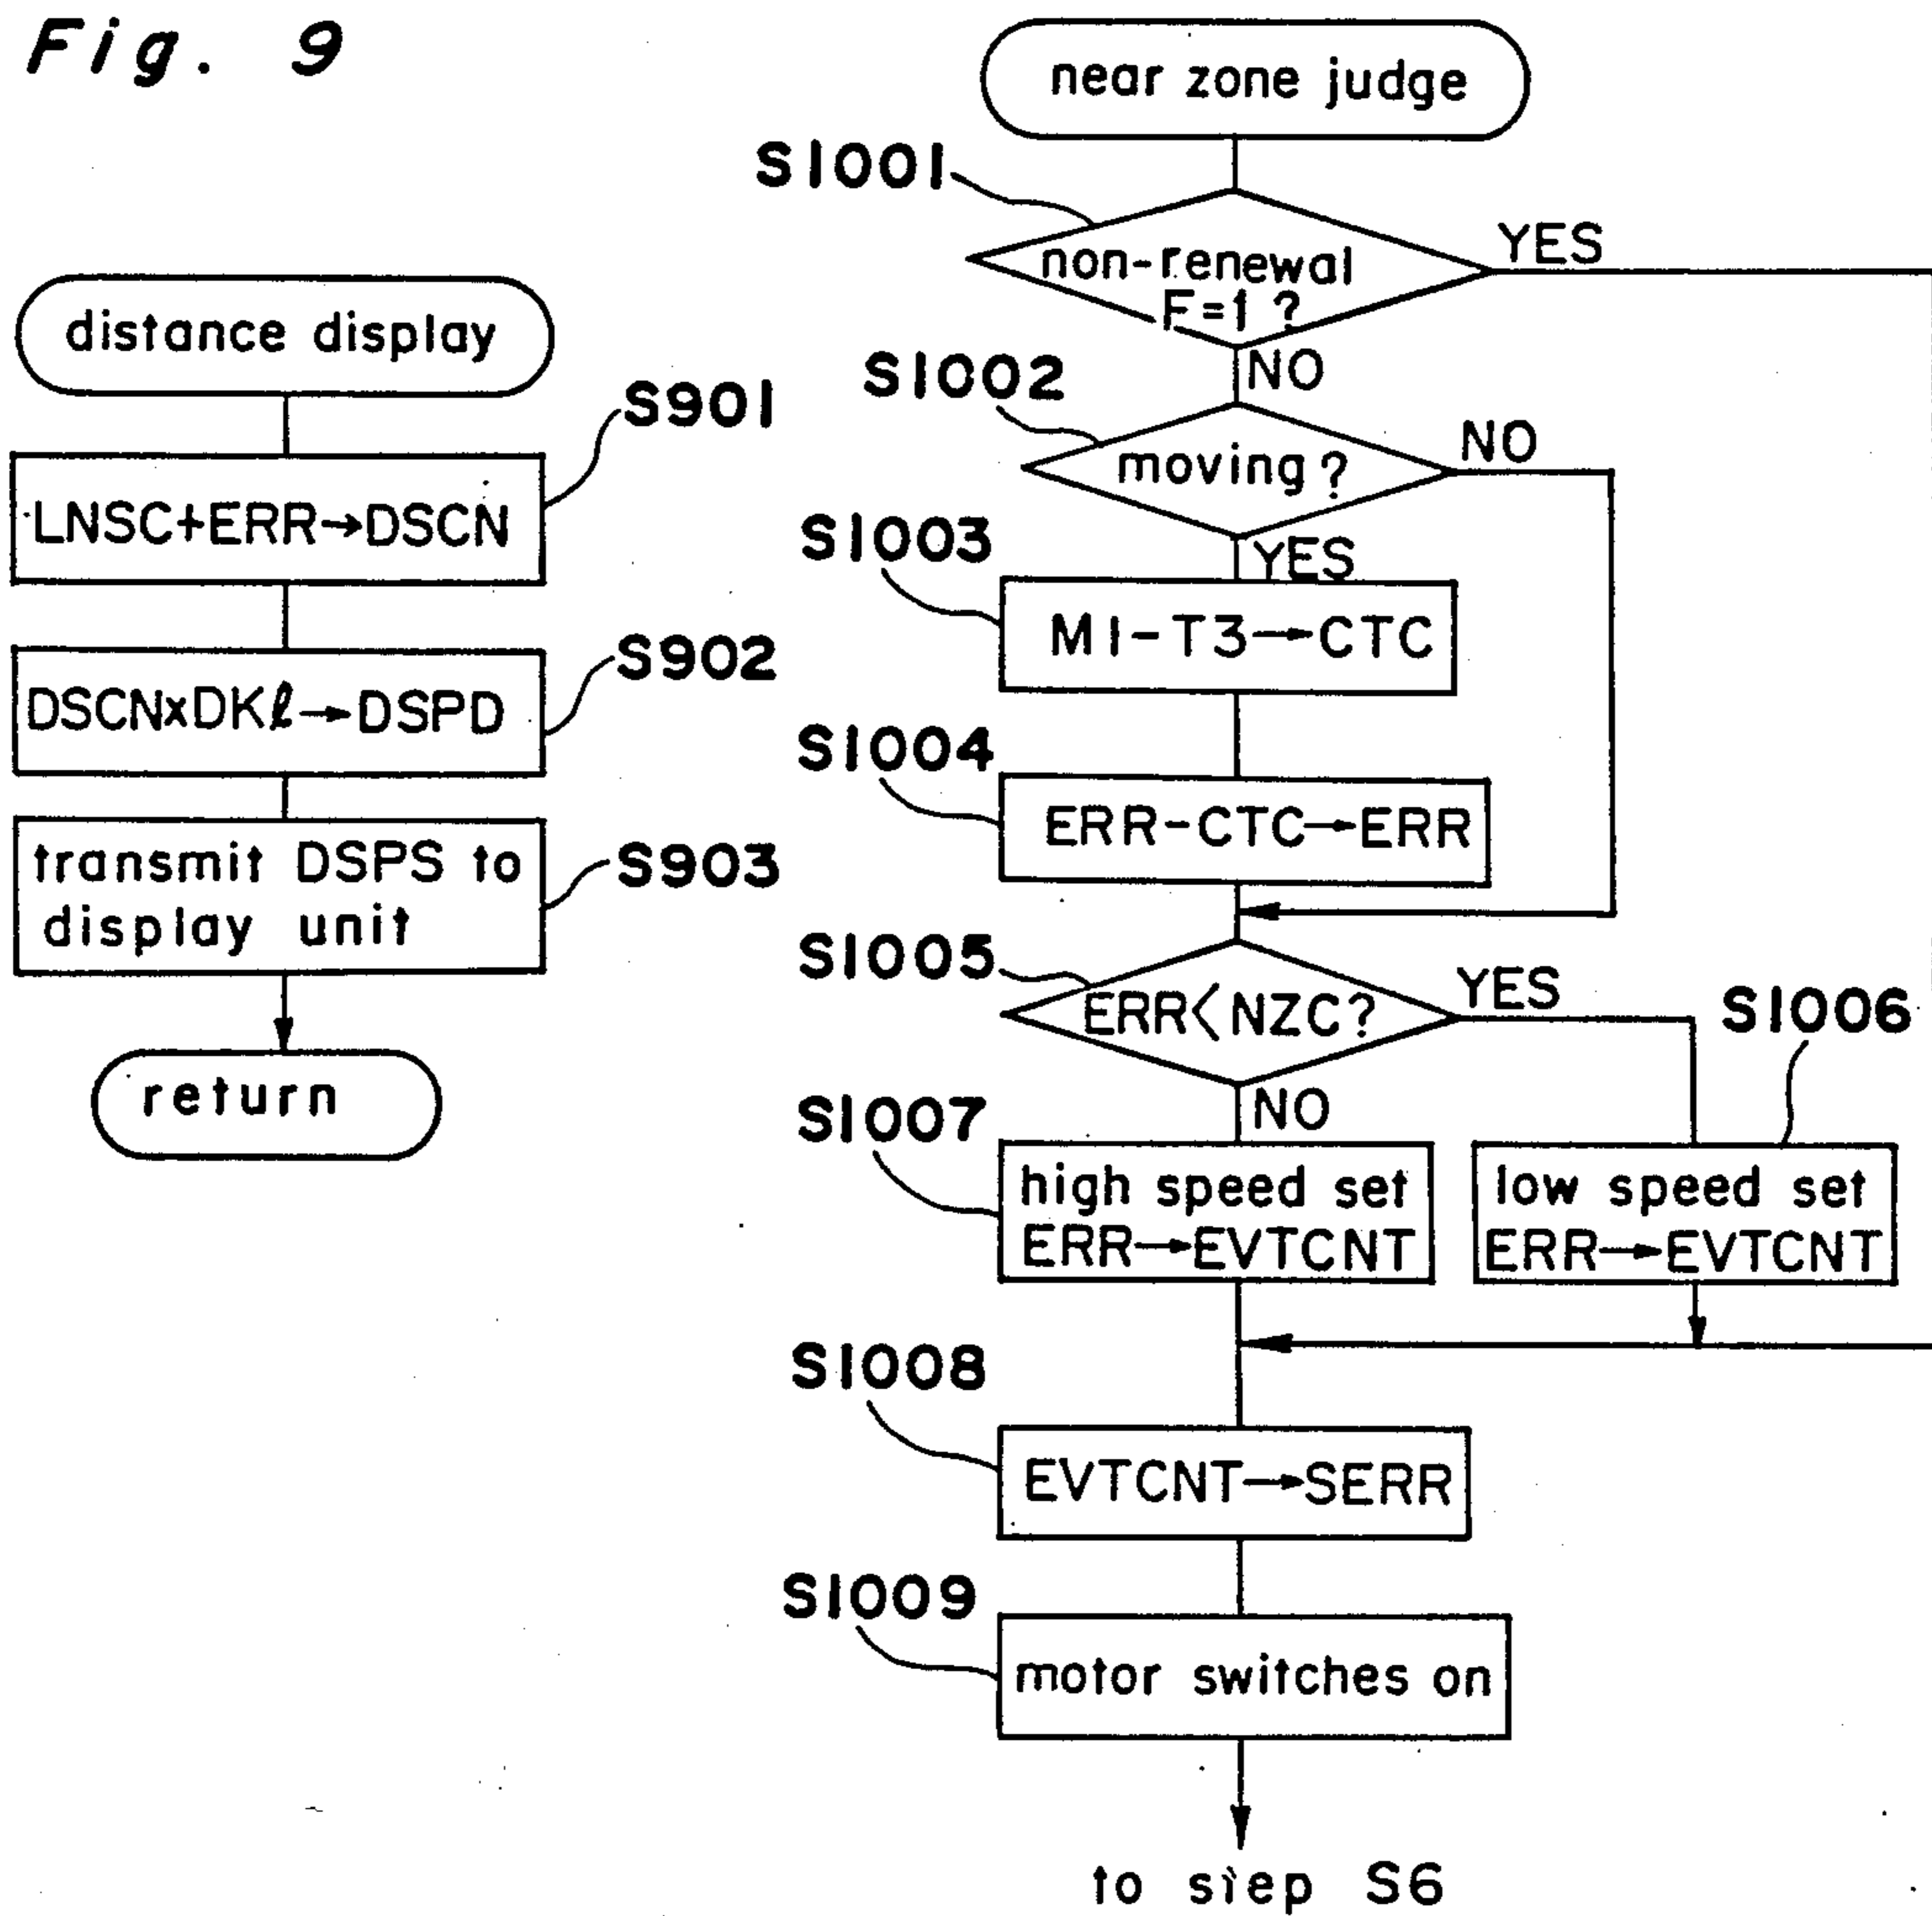 Fig. 9
distance display
S901
LNSC+ERR→DSCN
S902
DSCN×DKℓ→DSPD
S903
transmit DSPS to
display unit
return
near zone judge
S1001
non-renewal
F=1 ?
YES
NO
S1002
moving?
NO
YES
S1003
M1-T3→CTC
S1004
ERR-CTC→ERR
S1005
ERR<NZC?
YES
NO
S1006
low speed set
ERR→EVTCNT
S1007
high speed set
ERR→EVTCNT
S1008
EVTCNT→SERR
S1009
motor switches on
to step S6